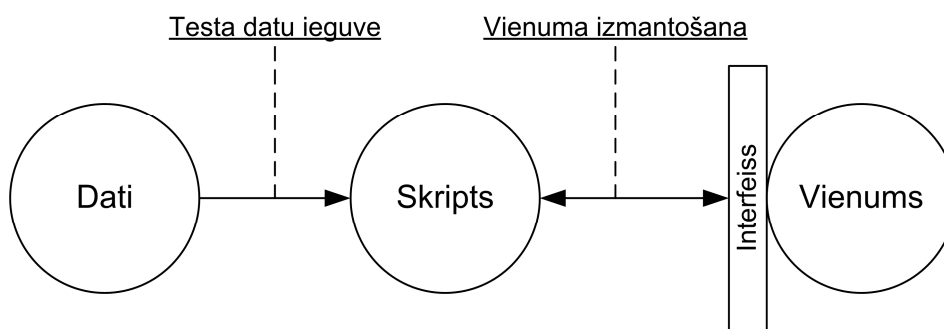 Testa datu ieguve
Vienuma izmantošana
Dati
Skripts
Interfeiss
Vienums